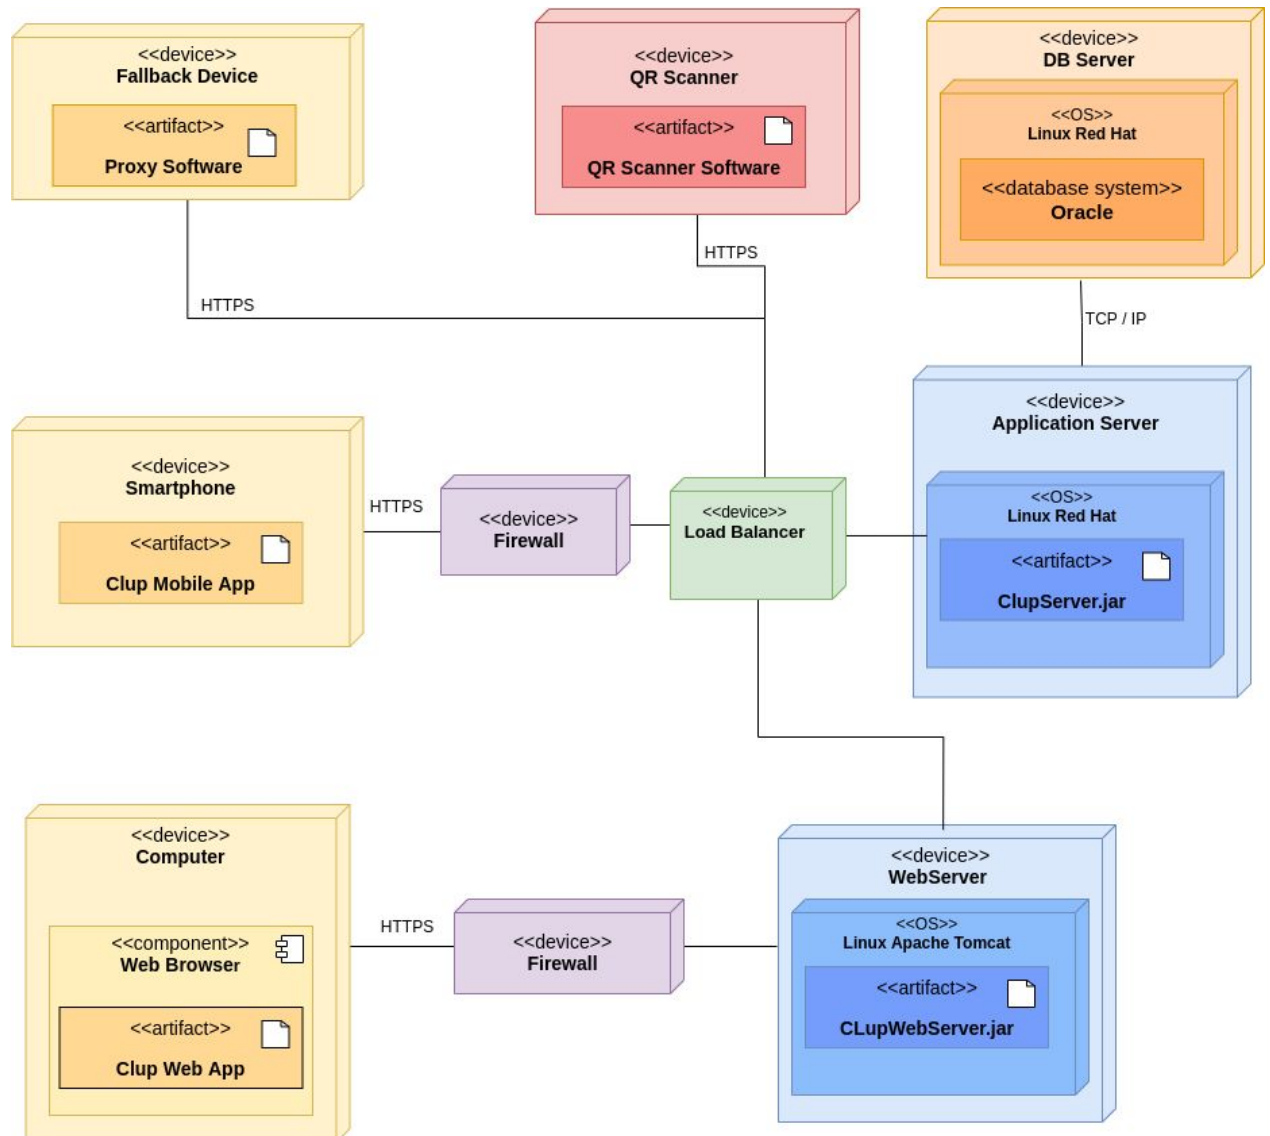 <<device>>
Fallback Device
<<artifact>>
Proxy Software
<<device>>
QR Scanner
<<artifact>>
QR Scanner Software
<<device>>
DB Server
<<OS>>
Linux Red Hat
<<database system>>
Oracle
HTTPS
HTTPS
TCP / IP
<<device>>
Smartphone
<<artifact>>
Clup Mobile App
HTTPS
<<device>>
Firewall
<<device>>
Load Balancer
<<device>>
Application Server
<<OS>>
Linux Red Hat
<<artifact>>
ClupServer.jar
<<device>>
Computer
<<component>>
Web Browser
<<artifact>>
Clup Web App
HTTPS
<<device>>
Firewall
<<device>>
WebServer
<<OS>>
Linux Apache Tomcat
<<artifact>>
CLupWebServer.jar